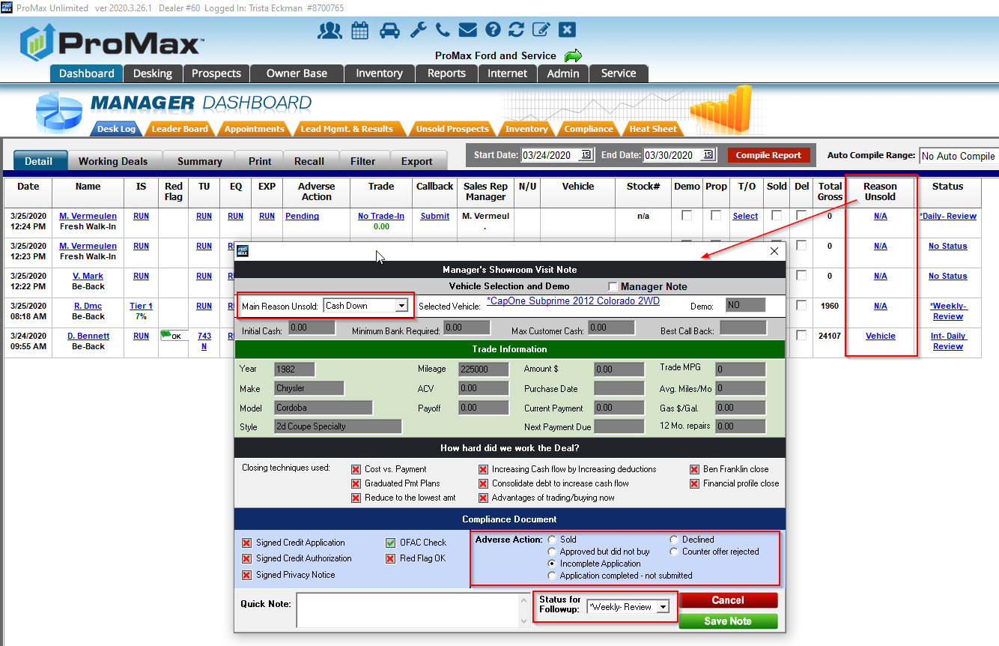 ProMax Unlimited ver 2020.3.26.1 Dealer #60 Logged In: Trista Eckman #8700765
ProMax™
ProMax Ford and Service
Dashboard Desking Prospects Owner Base Inventory Reports Internet Admin Service
MANAGER DASHBOARD
Desk Log Leader Board Appointments Lead Mgmt. & Results Unsold Prospects Inventory Compliance Heat Sheet
Detail Working Deals Summary Print Recall Filter Export Start Date: 03/24/2020 15 End Date: 03/30/2020 15 Compile Report Auto Compile Range: No Auto Compile
Date Name IS Red Flag TU EQ EXP Adverse Action Trade Callback Sales Rep Manager N/U Vehicle Stock# Demo Prop T/O Sold Del Total Gross Reason Unsold Status
3/25/2020 M. Vermeulen RUN RUN RUN RUN Pending No Trade-In Submit M. Vermeul n/a Select 0 N/A *Daily- Review
12:24 PM Fresh Walk-In 0.00 .
3/25/2020 M. Vermeulen RUN RUN 0 N/A No Status
12:23 PM Fresh Walk-In
3/25/2020 V. Mark RUN RUN 0 N/A No Status
12:22 PM Be-Back
3/25/2020 R. Dmc Tier 1 RUN 1960 N/A *Weekly-
08:18 AM Be-Back 7% Review
3/24/2020 D. Bennett RUN OK 743 24107 Vehicle Int- Daily
09:55 AM Be-Back N Review
PRO MAX
Manager's Showroom Visit Note
Vehicle Selection and Demo Manager Note
Main Reason Unsold: Cash Down Selected Vehicle: *CapOne Subprime 2012 Colorado 2WD Demo: NO
Initial Cash: 0.00 Minimum Bank Required: 0.00 Max Customer Cash: 0.00 Best Call Back:
Trade Information
Year 1982 Mileage 225000 Amount $ 0.00 Trade MPG 0
Make Chrysler ACV 0.00 Purchase Date Avg. Miles/Mo 0
Model Cordoba Payoff 0.00 Current Payment 0.00 Gas $/Gal. 0.00
Style 2d Coupe Specialty Next Payment Due 12 Mo. repairs 0.00
How hard did we work the Deal?
Closing techniques used: Cost vs. Payment Increasing Cash flow by Increasing deductions Ben Franklin close
Graduated Pmt Plans Consolidate debt to increase cash flow Financial profile close
Reduce to the lowest amt Advantages of trading/buying now
Compliance Document
Signed Credit Application OFAC Check Adverse Action: Sold Declined
Approved but did not buy Counter offer rejected
Signed Credit Authorization Red Flag OK Incomplete Application
Signed Privacy Notice Application completed - not submitted
Quick Note: Status for Followup: *Weekly- Review Cancel
Save Note